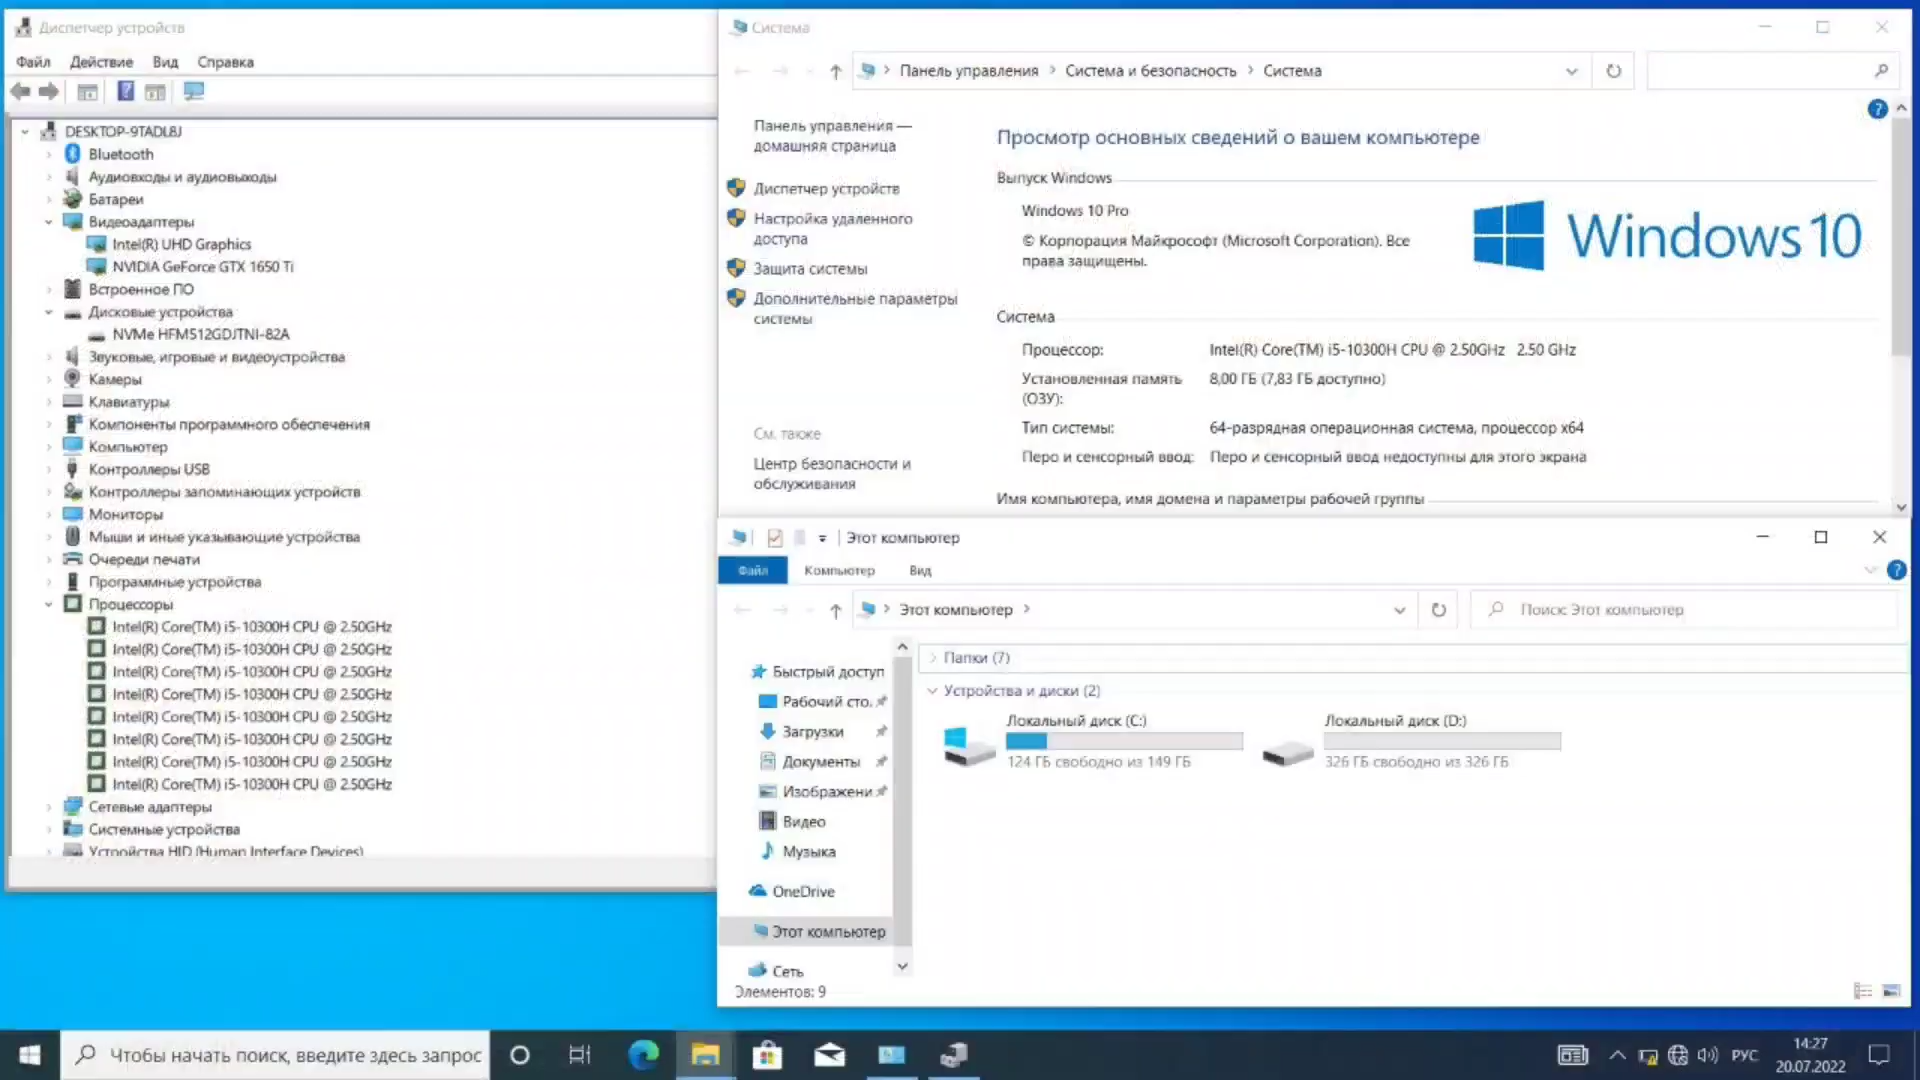 Диспетчер устройств
Файл Действие Вид Справка
DESKTOP-9TADL8J
Bluetooth
Аудиовходы и аудиовыходы
Батареи
Видеоадаптеры
Intel(R) UHD Graphics
NVIDIA GeForce GTX 1650 Ti
Встроенное ПО
Дисковые устройства
NVMe HFM512GDJTNI-82A
Звуковые, игровые и видеоустройства
Камеры
Клавиатуры
Компоненты программного обеспечения
Компьютер
Контроллеры USB
Контроллеры запоминающих устройств
Мониторы
Мыши и иные указывающие устройства
Очереди печати
Программные устройства
Процессоры
Intel(R) Core(TM) i5-10300H CPU @ 2.50GHz
Intel(R) Core(TM) i5-10300H CPU @ 2.50GHz
Intel(R) Core(TM) i5-10300H CPU @ 2.50GHz
Intel(R) Core(TM) i5-10300H CPU @ 2.50GHz
Intel(R) Core(TM) i5-10300H CPU @ 2.50GHz
Intel(R) Core(TM) i5-10300H CPU @ 2.50GHz
Intel(R) Core(TM) i5-10300H CPU @ 2.50GHz
Intel(R) Core(TM) i5-10300H CPU @ 2.50GHz
Сетевые адаптеры
Системные устройства
Устройства HID (Human Interface Devices)
Система
Панель управления › Система и безопасность › Система
Панель управления —
домашняя страница
Диспетчер устройств
Настройка удаленного
доступа
Защита системы
Дополнительные параметры
системы
См. также
Центр безопасности и
обслуживания
Просмотр основных сведений о вашем компьютере
Выпуск Windows
Windows 10 Pro
© Корпорация Майкрософт (Microsoft Corporation). Все
права защищены.
Windows 10
Система
Процессор: Intel(R) Core(TM) i5-10300H CPU @ 2.50GHz 2.50 GHz
Установленная память 8,00 ГБ (7,83 ГБ доступно)
(ОЗУ):
Тип системы: 64-разрядная операционная система, процессор x64
Перо и сенсорный ввод: Перо и сенсорный ввод недоступны для этого экрана
Имя компьютера, имя домена и параметры рабочей группы
Этот компьютер
Файл Компьютер Вид
Этот компьютер ›
Поиск: Этот компьютер
Быстрый доступ
Рабочий сто.
Загрузки
Документы
Изображени
Видео
Музыка
OneDrive
Этот компьютер
Сеть
Элементов: 9
Папки (7)
Устройства и диски (2)
Локальный диск (C:)
124 ГБ свободно из 149 ГБ
Локальный диск (D:)
326 ГБ свободно из 326 ГБ
Чтобы начать поиск, введите здесь запрос
РУС
14:27
20.07.2022